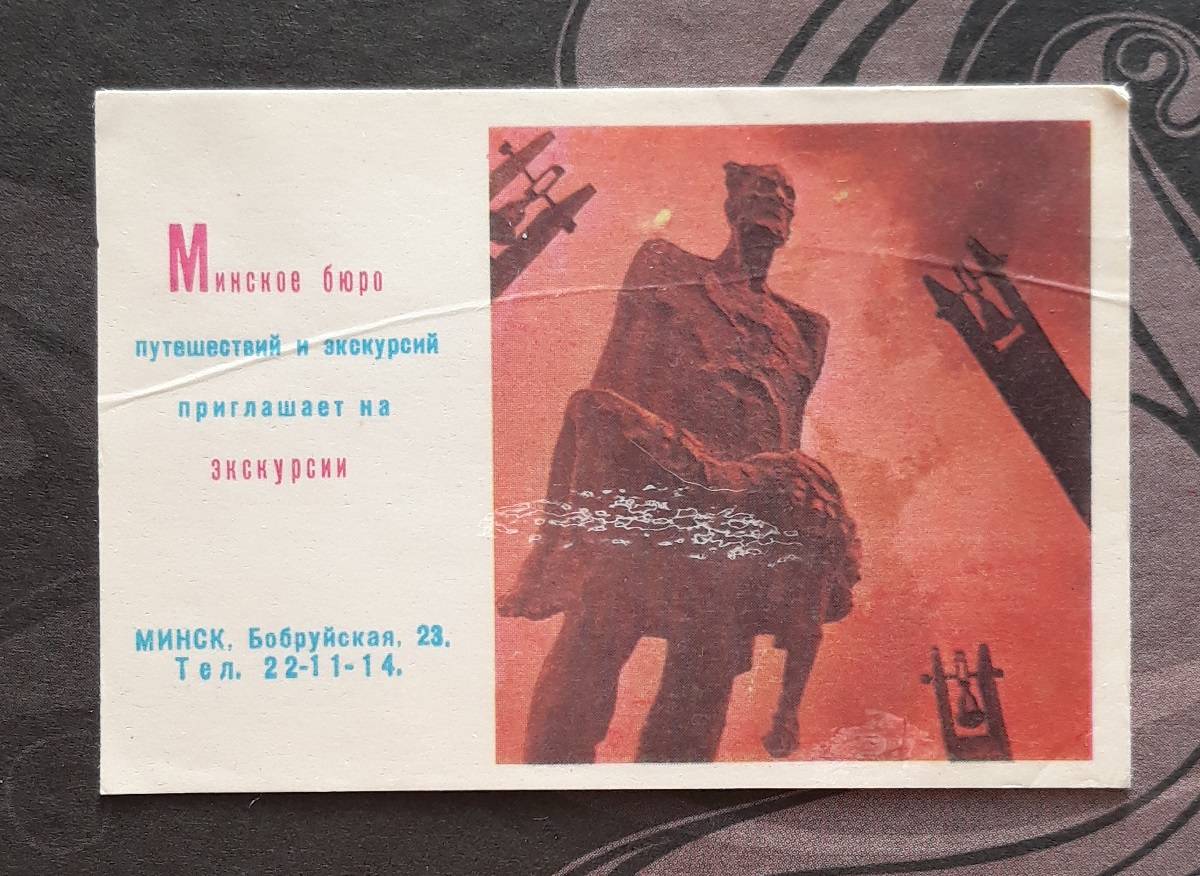 Минское бюро
путешествий и экскурсий
приглашает на
экскурсии
МИНСК, Бобруйская, 23.
Тел. 22-11-14.